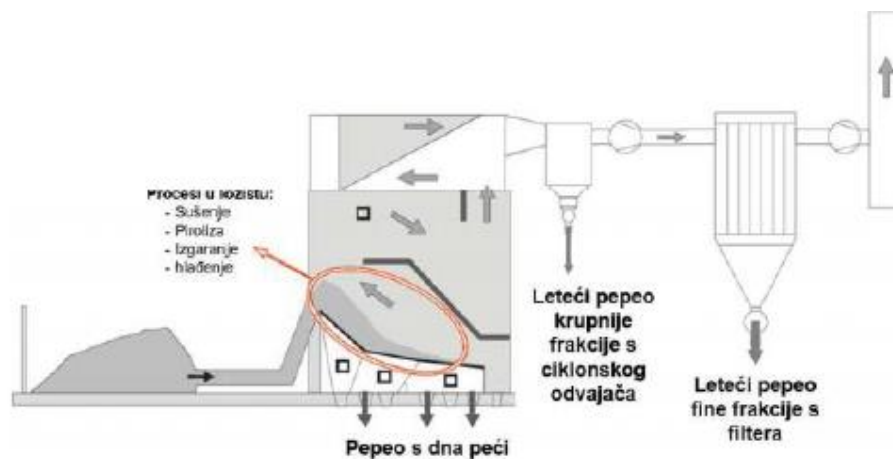 Procesi u ložištu:
- Sušenje
- Piroliza
- Izgaranje
- hlađenje
Leteći pepeo
krupnije
frakcije s
ciklonskog
odvajača
Leteći pepeo
fine frakcije s
filtera
Pepeo s dna peći